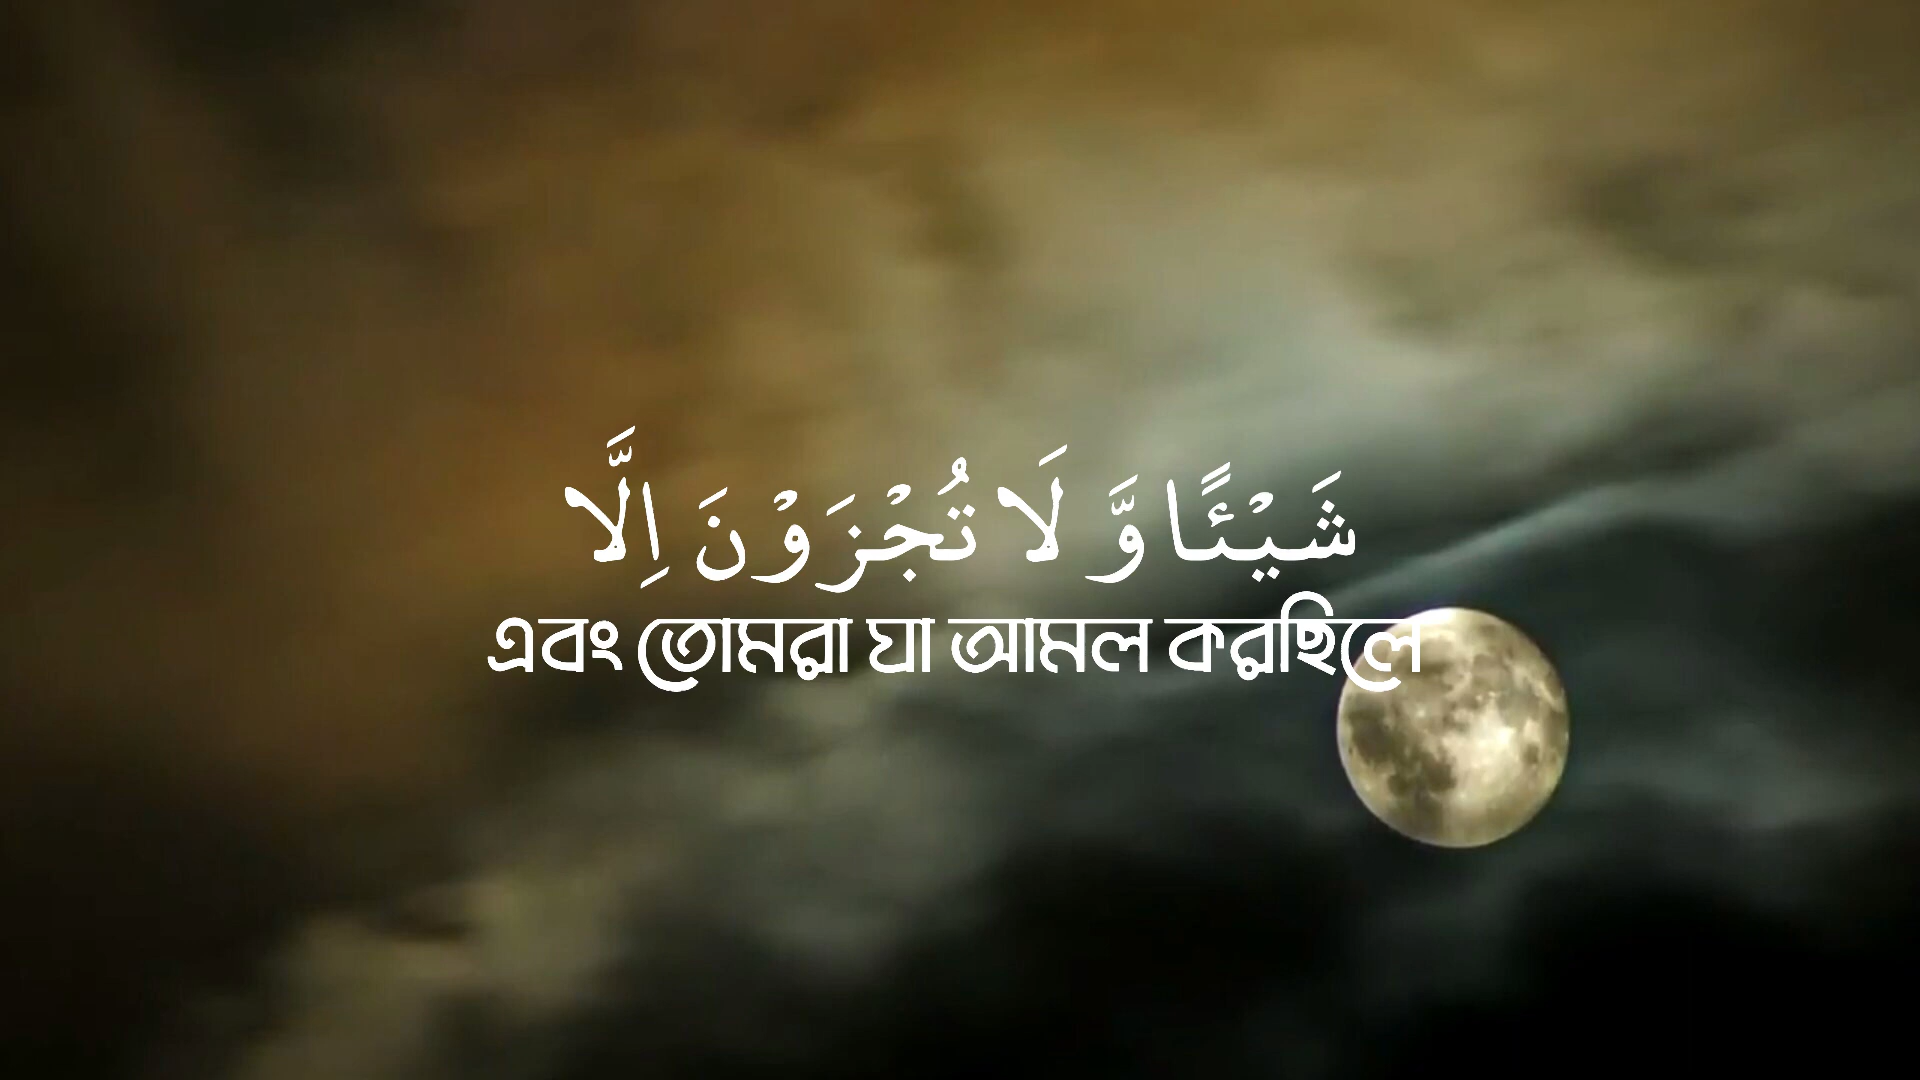 شَيْـًٔا وَّ لَا تُجْزَوْنَ اِلَّا
এবং তোমরা যা আমল করছিলে